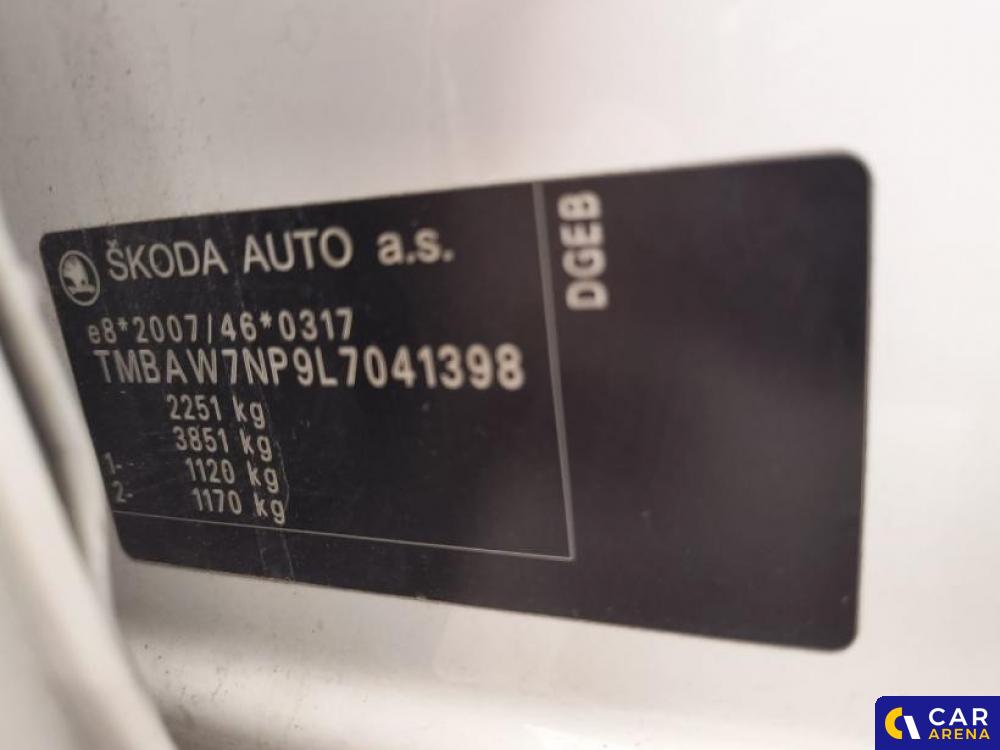 ŠKODA AUTO a.s.
DGEB
e8*2007/46*0317
TMBAW7NP9L7041398
2251 kg
3851 kg
1- 1120 kg
2- 1170 kg
CAR
ARENA